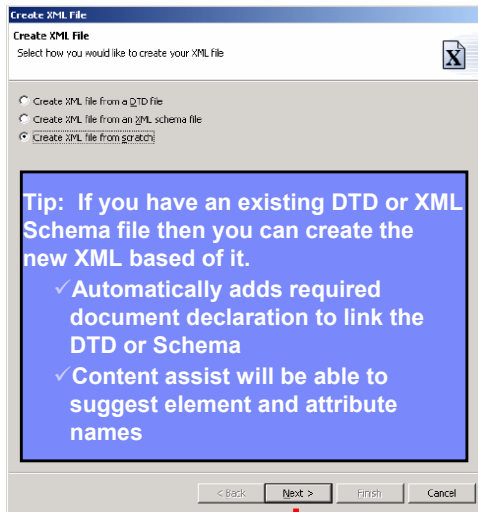 Create XML File
Create XML File
Select how you would like to create your XML file
X
Create XML file from a DTD file
Create XML file from an XML schema file
Create XML file from scratch
Tip:  If you have an existing DTD or XML
Schema file then you can create the
new XML based of it.
✓Automatically adds required
document declaration to link the
DTD or Schema
✓Content assist will be able to
suggest element and attribute
names
< Back
Next >
Finish
Cancel